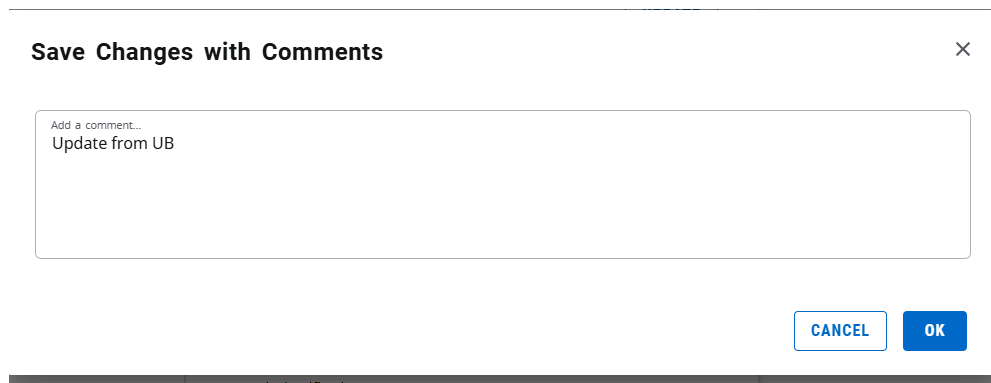 Save Changes with Comments
Add a comment...
Update from UB
CANCEL
OK